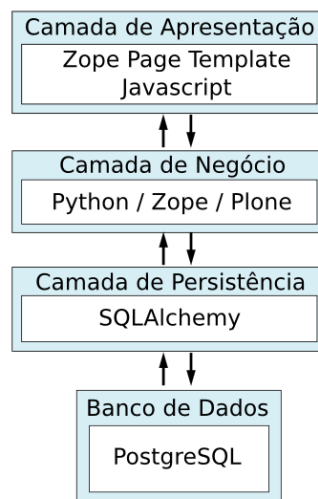 Camada de Apresentação
Zope Page Template
Javascript
Camada de Negócio
Python / Zope / Plone
Camada de Persistência
SQLAlchemy
Banco de Dados
PostgreSQL